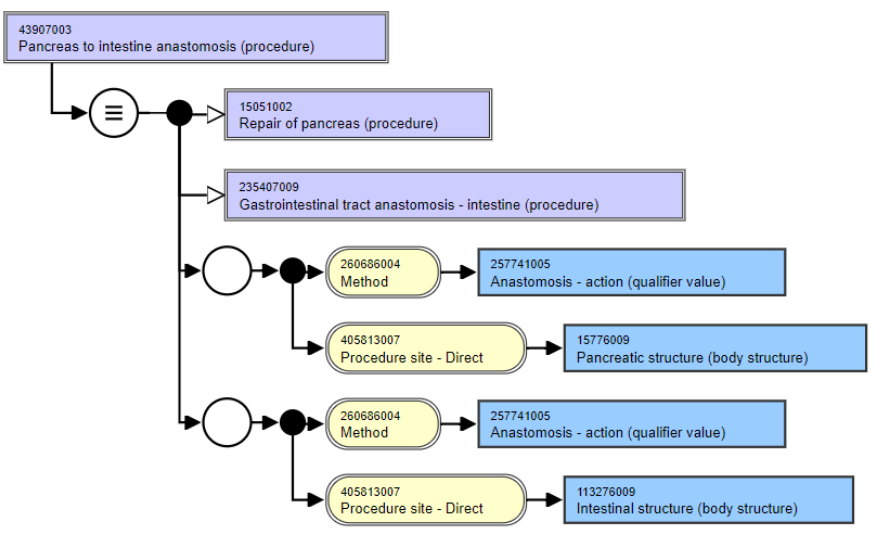 43907003
Pancreas to intestine anastomosis (procedure)
15051002
Repair of pancreas (procedure)
235407009
Gastrointestinal tract anastomosis - intestine (procedure)
260686004
Method
257741005
Anastomosis - action (qualifier value)
405813007
Procedure site - Direct
15776009
Pancreatic structure (body structure)
260686004
Method
257741005
Anastomosis - action (qualifier value)
405813007
Procedure site - Direct
113276009
Intestinal structure (body structure)